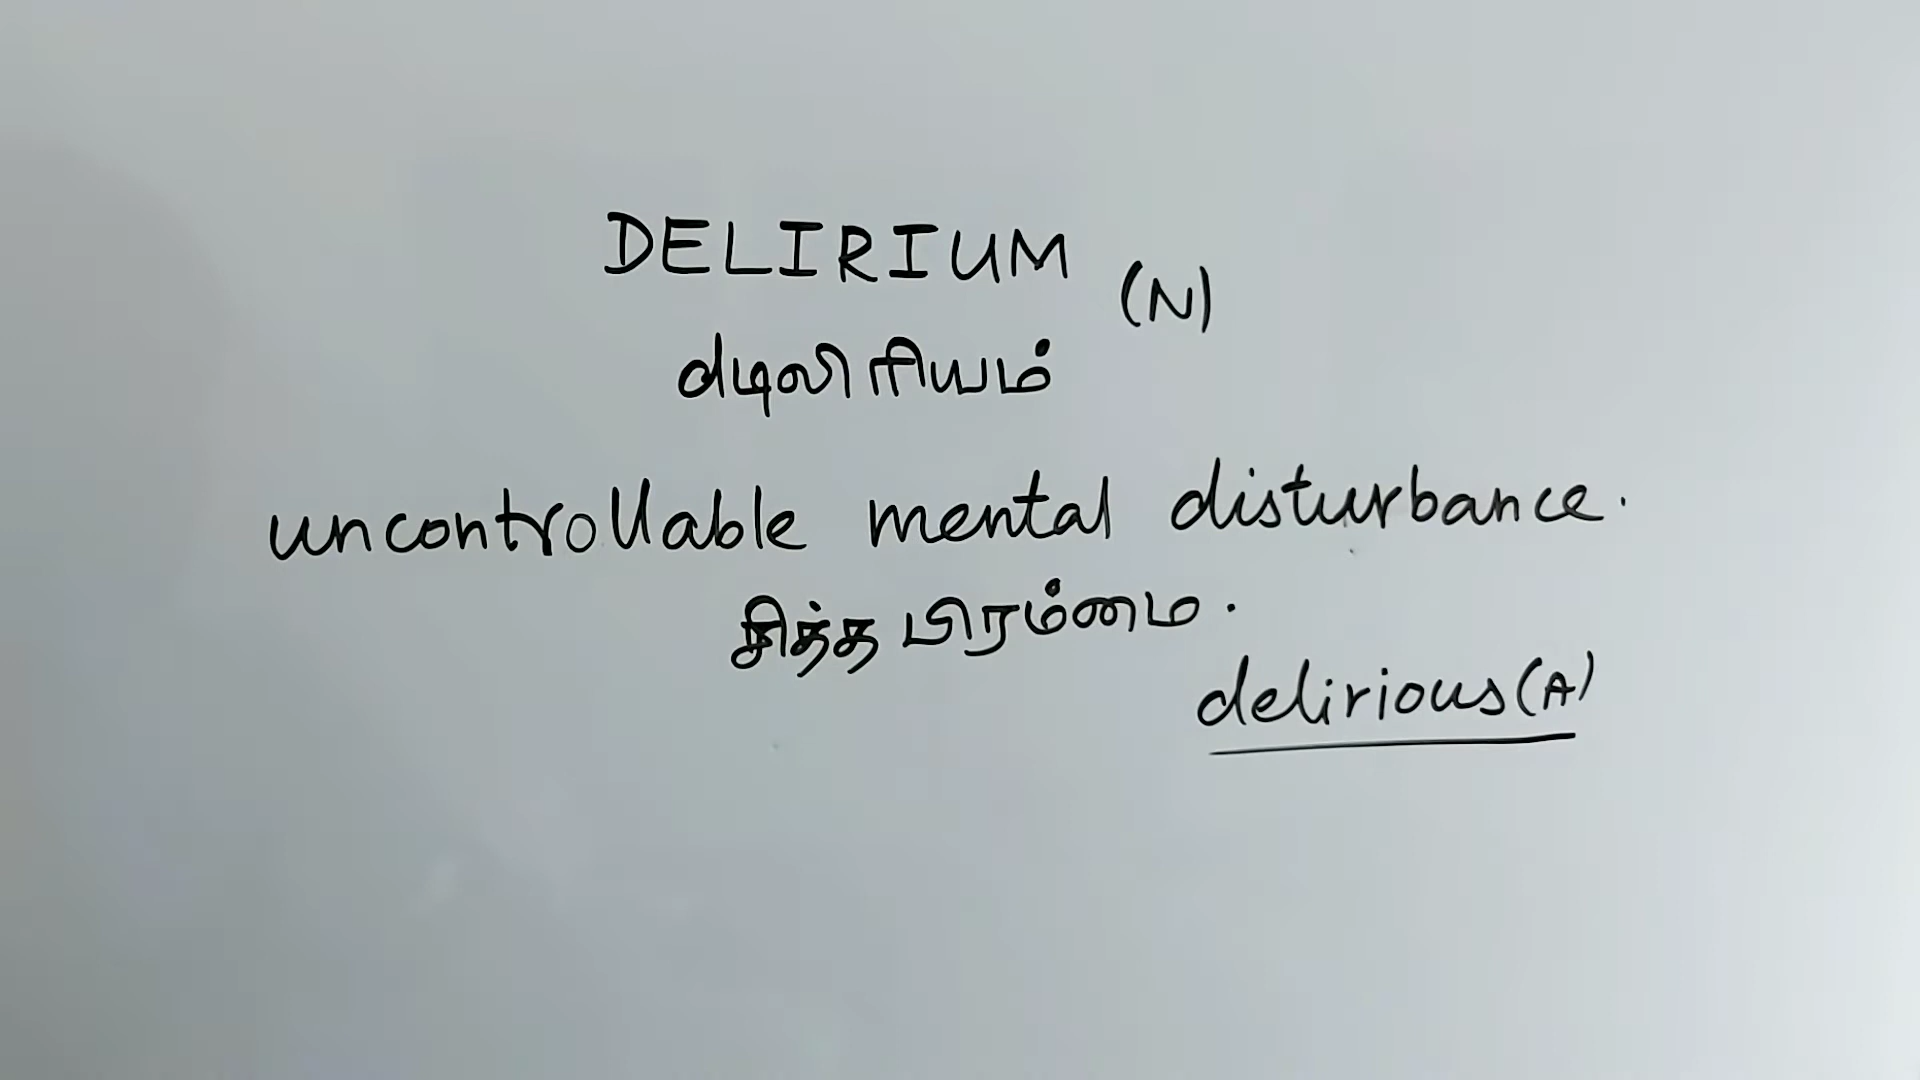 DELIRIUM (N)
டிலிரியம்
uncontrollable mental disturbance.
சித்த பிரம்மை.
delirious (A)